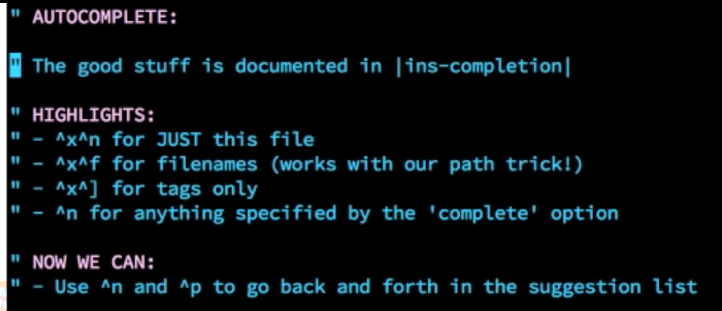 " AUTOCOMPLETE:
" The good stuff is documented in |ins-completion|
" HIGHLIGHTS:
" - ^x^n for JUST this file
" - ^x^f for filenames (works with our path trick!)
" - ^x^] for tags only
" - ^n for anything specified by the 'complete' option
" NOW WE CAN:
" - Use ^n and ^p to go back and forth in the suggestion list